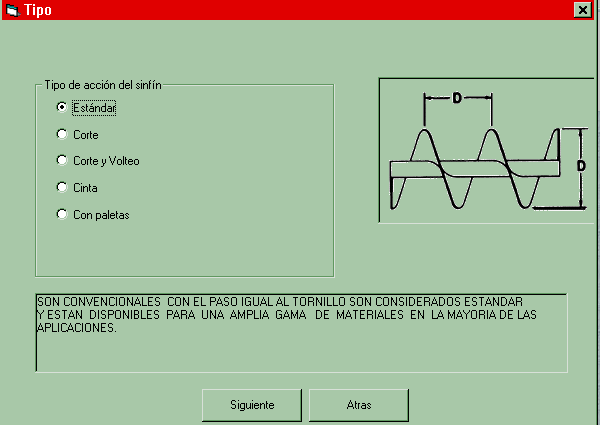 Tipo
Tipo de acción del sinfín
Estándar
Corte
Corte y Volteo
Cinta
Con paletas
D
D
SON CONVENCIONALES CON EL PASO IGUAL AL TORNILLO SON CONSIDERADOS ESTANDAR
Y ESTAN DISPONIBLES PARA UNA AMPLIA GAMA DE MATERIALES EN LA MAYORIA DE LAS
APLICACIONES.
Siguiente
Atras